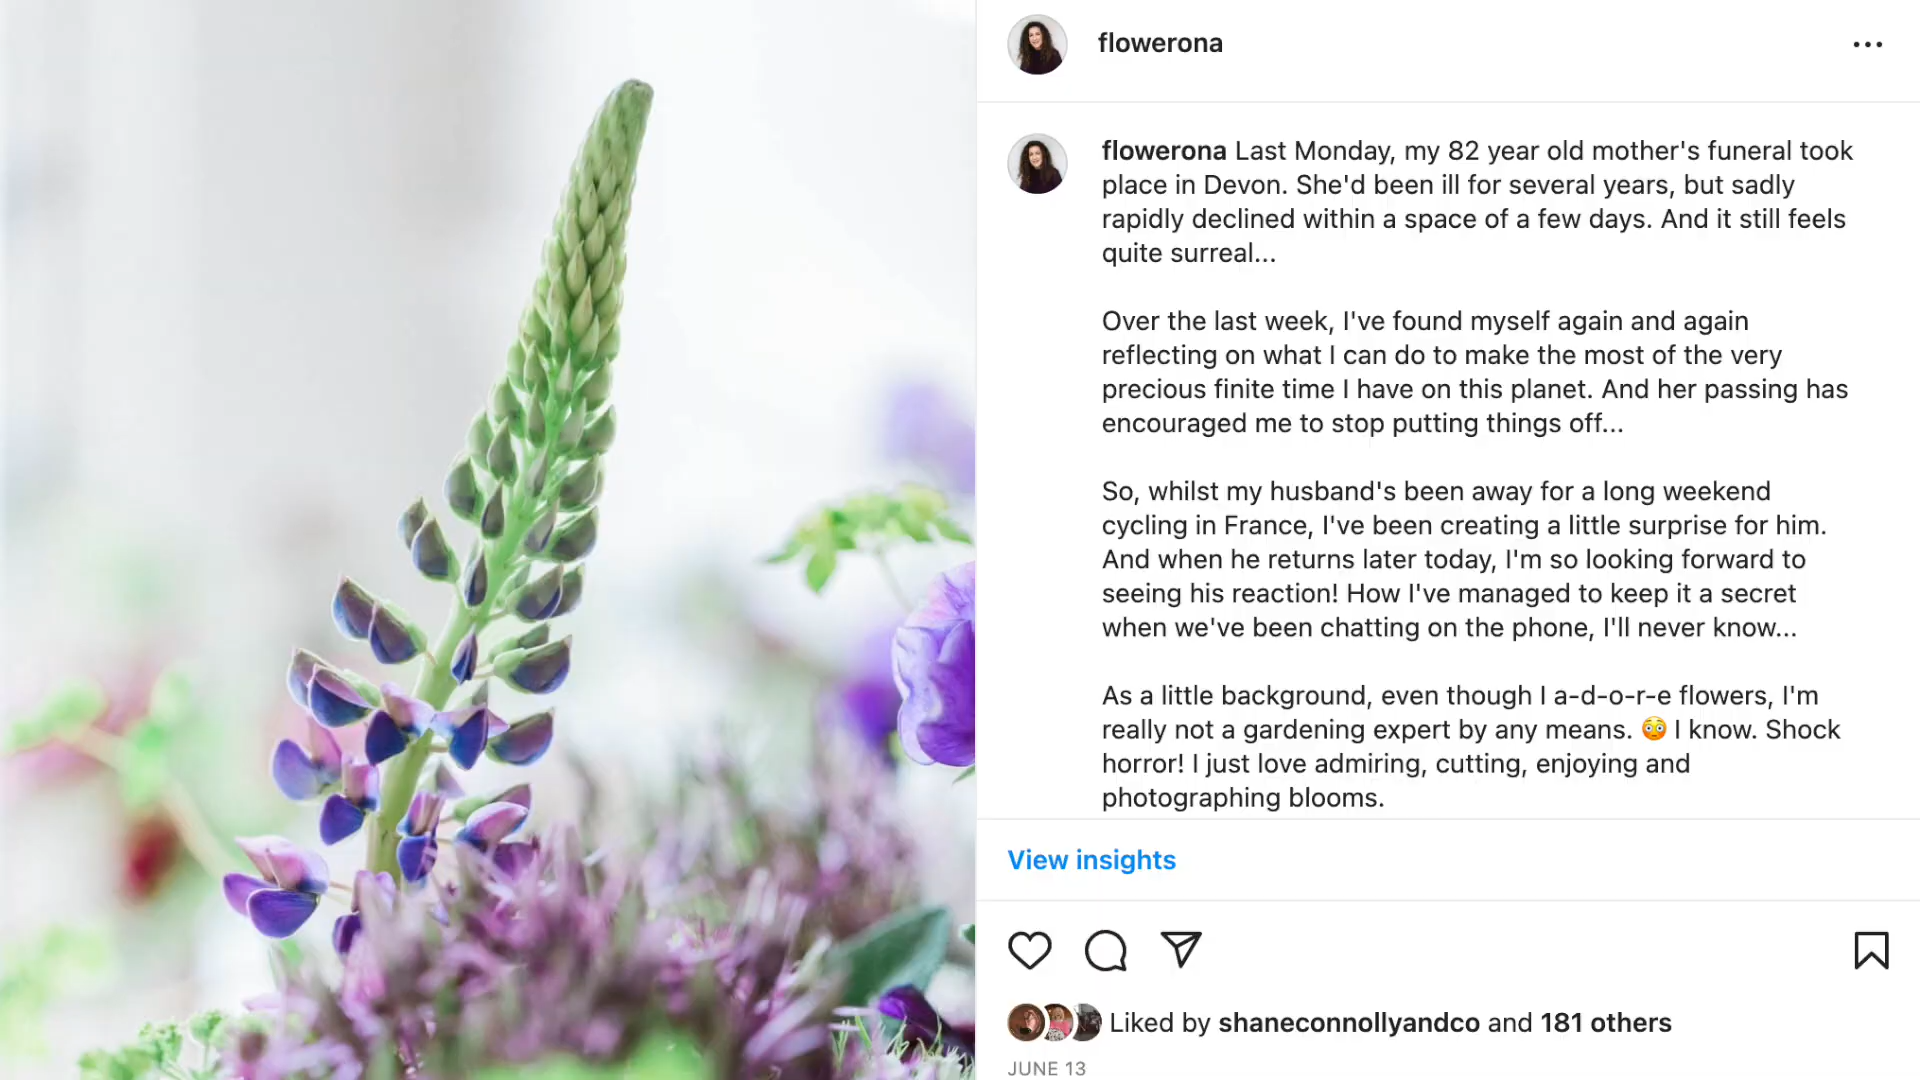 flowerona
flowerona Last Monday, my 82 year old mother's funeral took
place in Devon. She'd been ill for several years, but sadly
rapidly declined within a space of a few days. And it still feels
quite surreal...
Over the last week, I've found myself again and again
reflecting on what I can do to make the most of the very
precious finite time I have on this planet. And her passing has
encouraged me to stop putting things off...
So, whilst my husband's been away for a long weekend
cycling in France, I've been creating a little surprise for him.
And when he returns later today, I'm so looking forward to
seeing his reaction! How I've managed to keep it a secret
when we've been chatting on the phone, I'll never know...
As a little background, even though I a-d-o-r-e flowers, I'm
really not a gardening expert by any means. 😳 I know. Shock
horror! I just love admiring, cutting, enjoying and
photographing blooms.
View insights
Liked by shaneconnollyandco and 181 others
JUNE 13